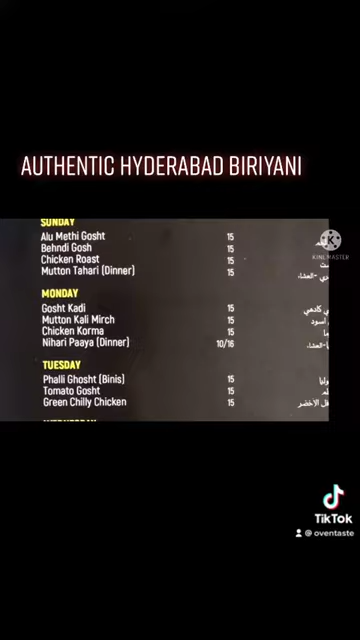 AUTHENTIC HYDERABAD BIRIYANI
SUNDAY
Alu Methi Gosht 15
Behndi Gosh 15
Chicken Roast 15
Mutton Tahari (Dinner) 15
KINEMASTER
MONDAY
Gosht Kadi 15
Mutton Kali Mirch 15
Chicken Korma 15
Nihari Paaya (Dinner) 10/16
TUESDAY
Phalli Ghosht (Binis) 15
Tomato Gosht 15
Green Chilly Chicken 15
TikTok
@oventaste